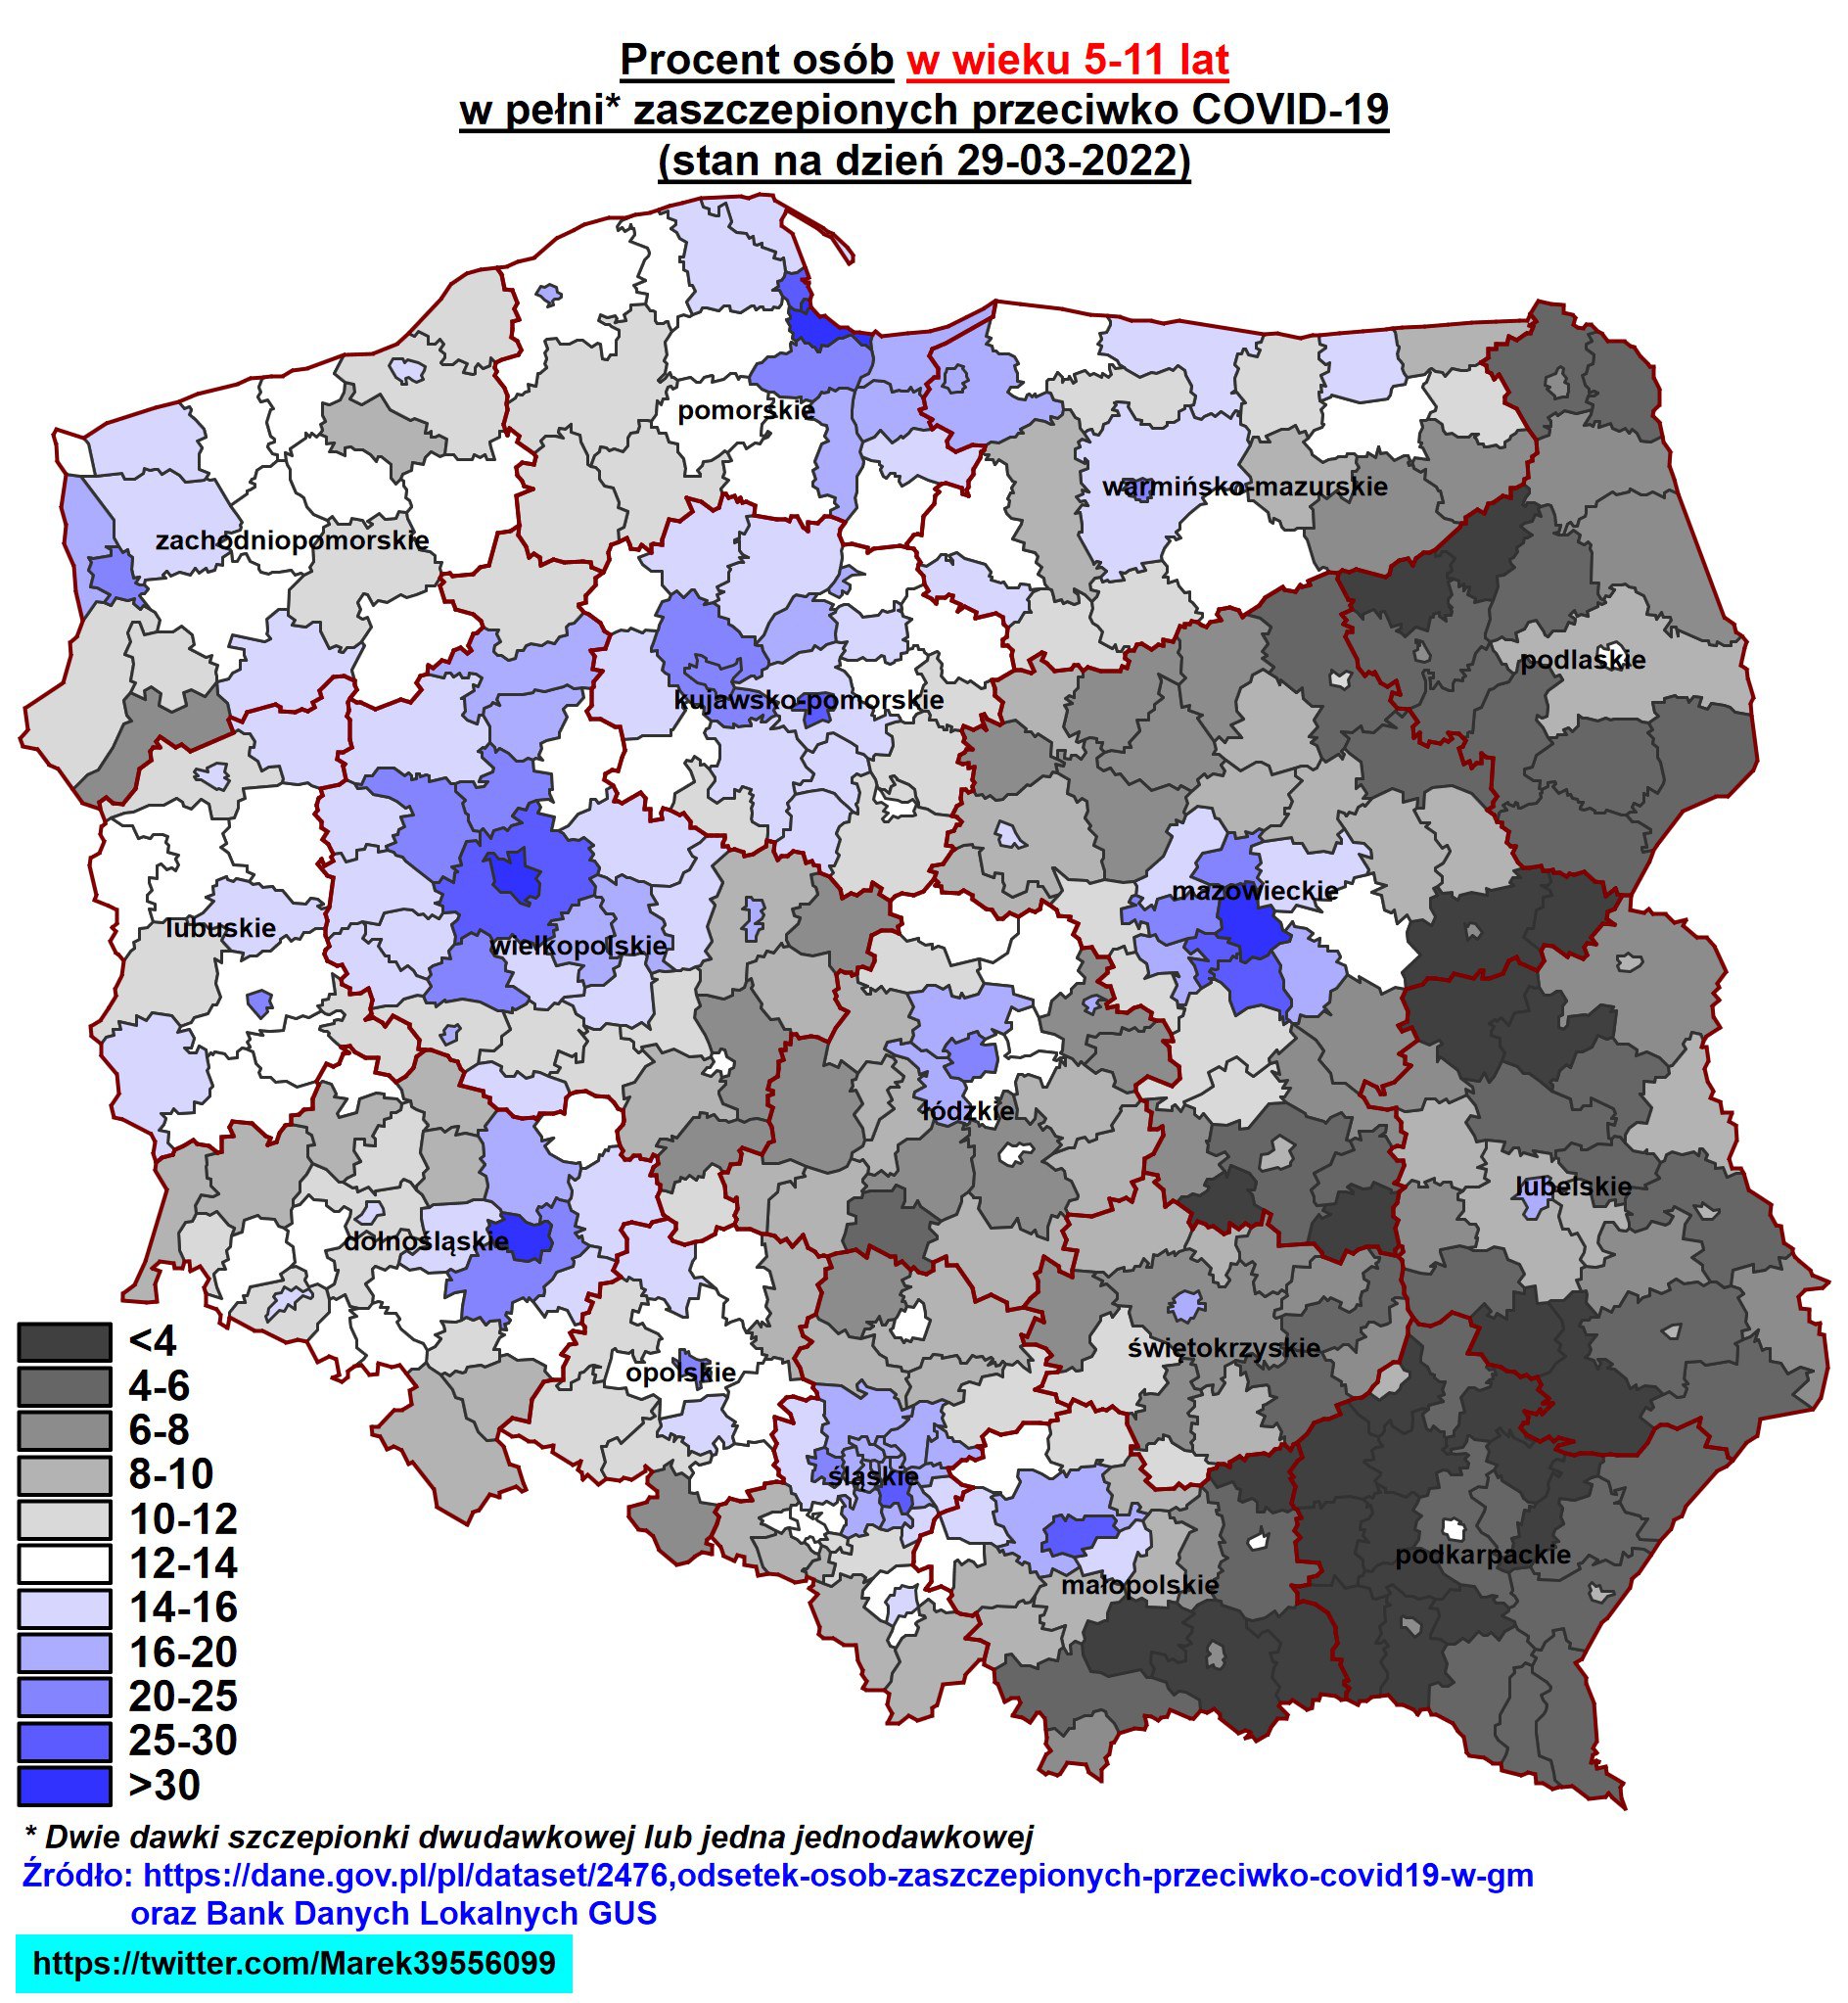 Procent osób w wieku 5-11 lat
w pełni* zaszczepionych przeciwko COVID-19
(stan na dzień 29-03-2022)
pomorskie
warmińsko-mazurskie
zachodniopomorskie
podlaskie
kujawsko-pomorskie
mazowieckie
lubuskie
wielkopolskie
łódzkie
lubelskie
dolnośląskie
świętokrzyskie
opolskie
śląskie
podkarpackie
małopolskie
<4
4-6
6-8
8-10
10-12
12-14
14-16
16-20
20-25
25-30
>30
* Dwie dawki szczepionki dwudawkowej lub jedna jednodawkowej
Źródło: https://dane.gov.pl/pl/dataset/2476,odsetek-osob-zaszczepionych-przeciwko-covid19-w-gm
oraz Bank Danych Lokalnych GUS
https://twitter.com/Marek39556099